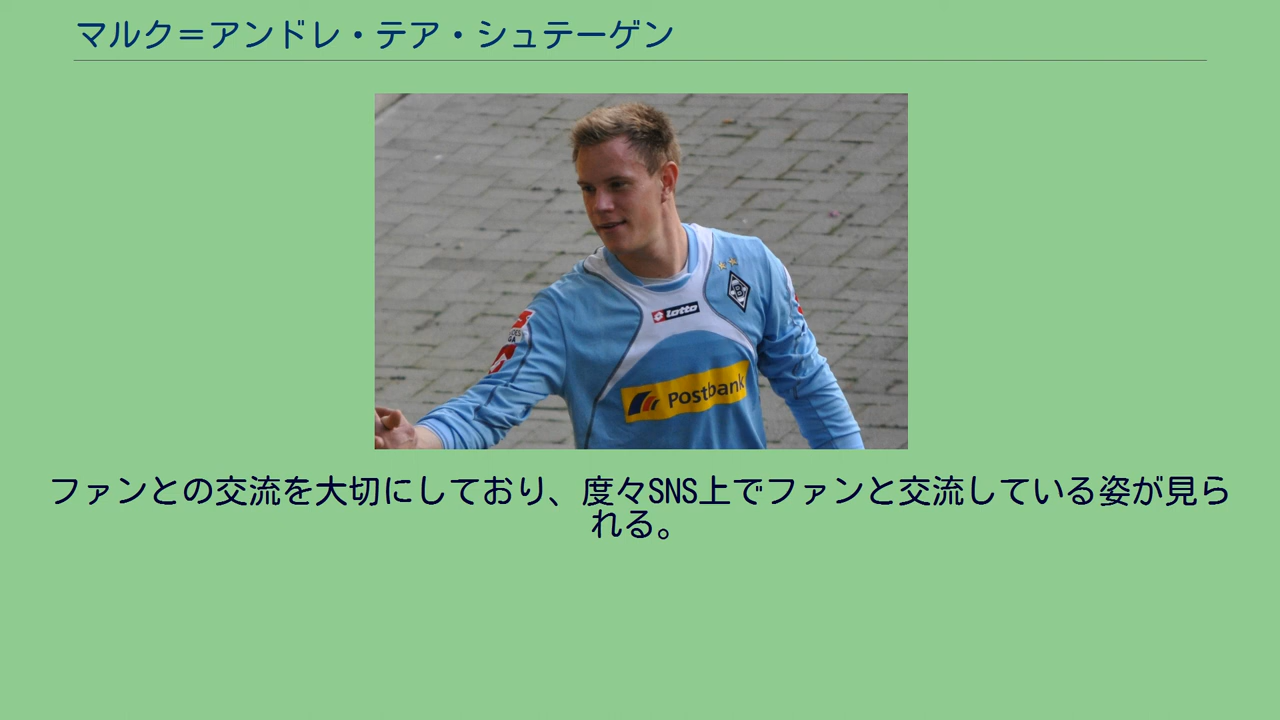 マルク＝アンドレ・テア・シュテーゲン
lotto
Postbank
ファンとの交流を大切にしており、度々SNS上でファンと交流している姿が見ら
れる。